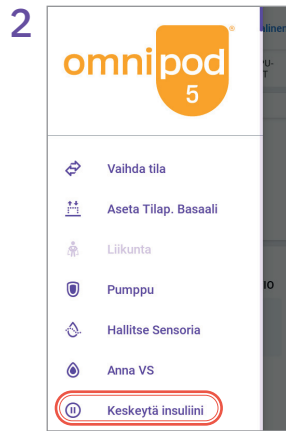 2
omnipod®
5
Vaihda tila
Aseta Tilap. Basaali
Liikunta
Pumppu
Hallitse Sensoria
Anna VS
Keskeytä insuliini